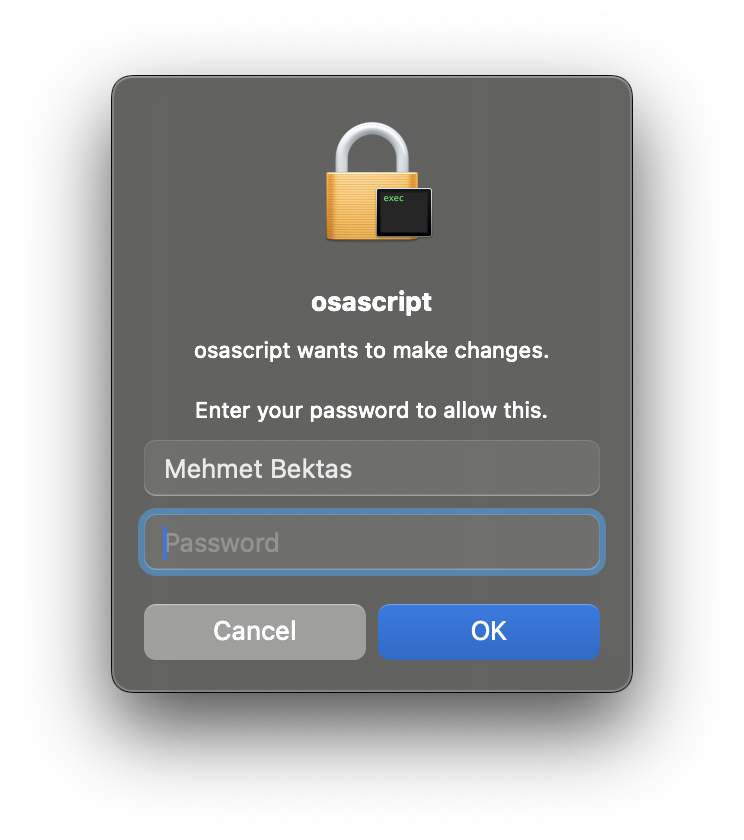 exec
osascript
osascript wants to make changes.
Enter your password to allow this.
Mehmet Bektas
Password
Cancel
OK